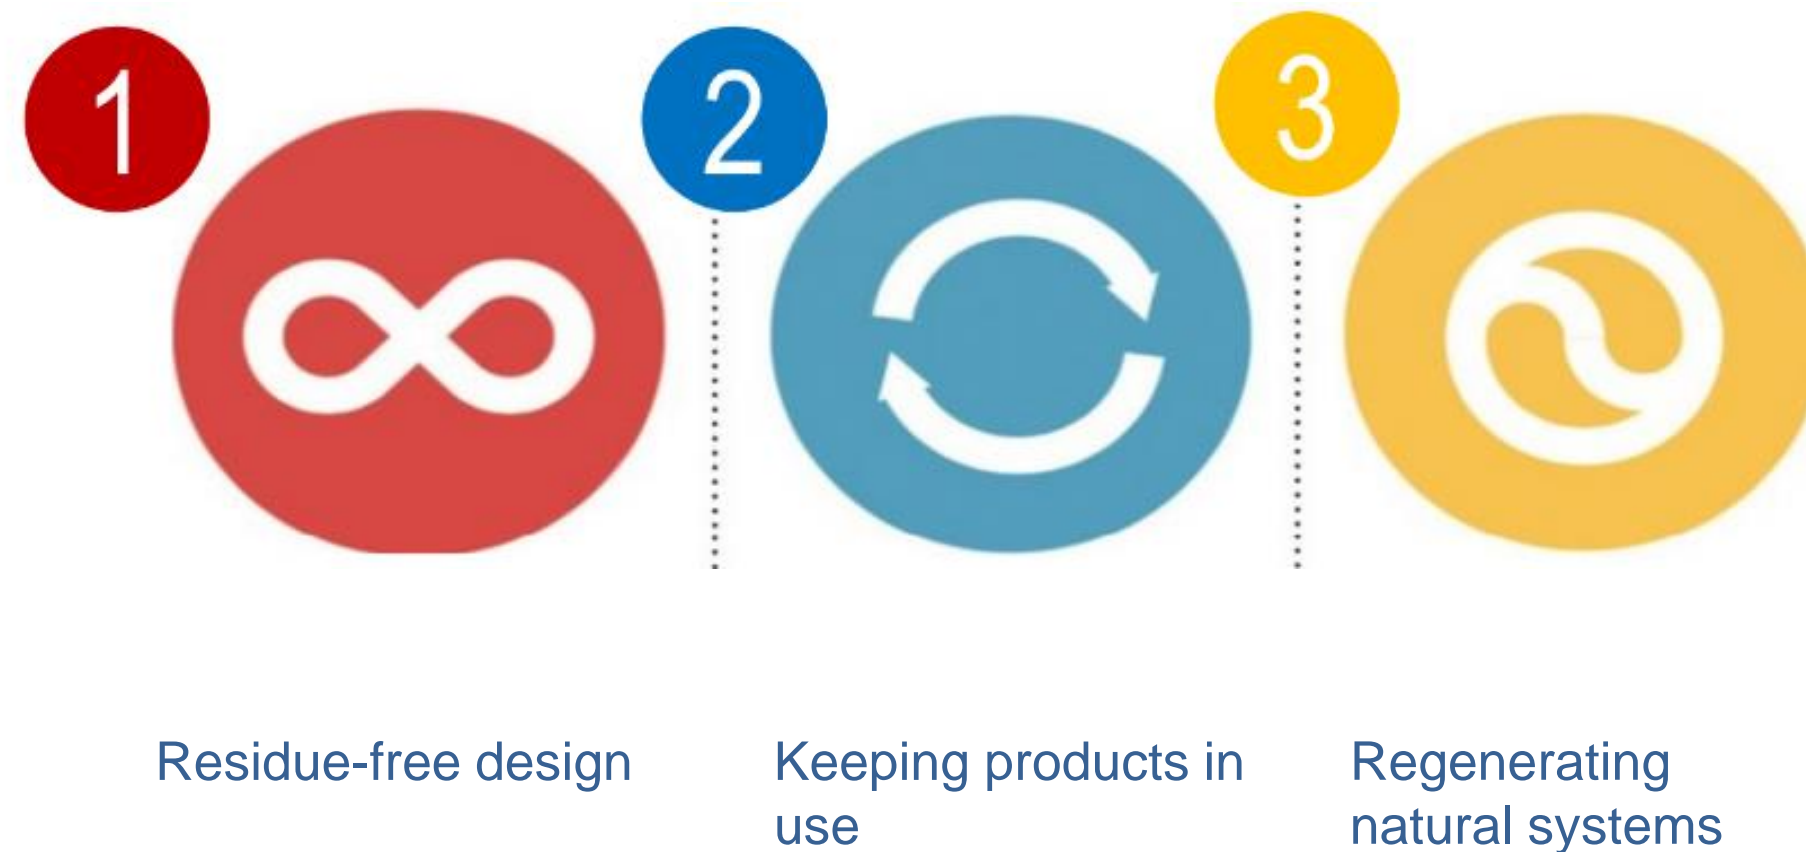 1
2
3
Residue-free design
Keeping products in
use
Regenerating
natural systems